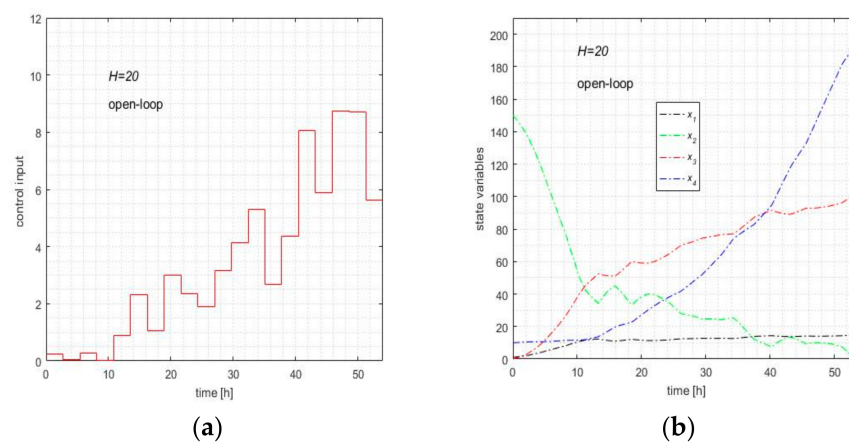 12
10
8
6
4
2
0
control input
H=20
open-loop
0 10 20 30 40 50
time [h]
(a)
200
180
160
140
120
100
80
60
40
20
0
state variables
H=20
open-loop
x1
x2
x3
x4
0 10 20 30 40 50
time [h]
(b)